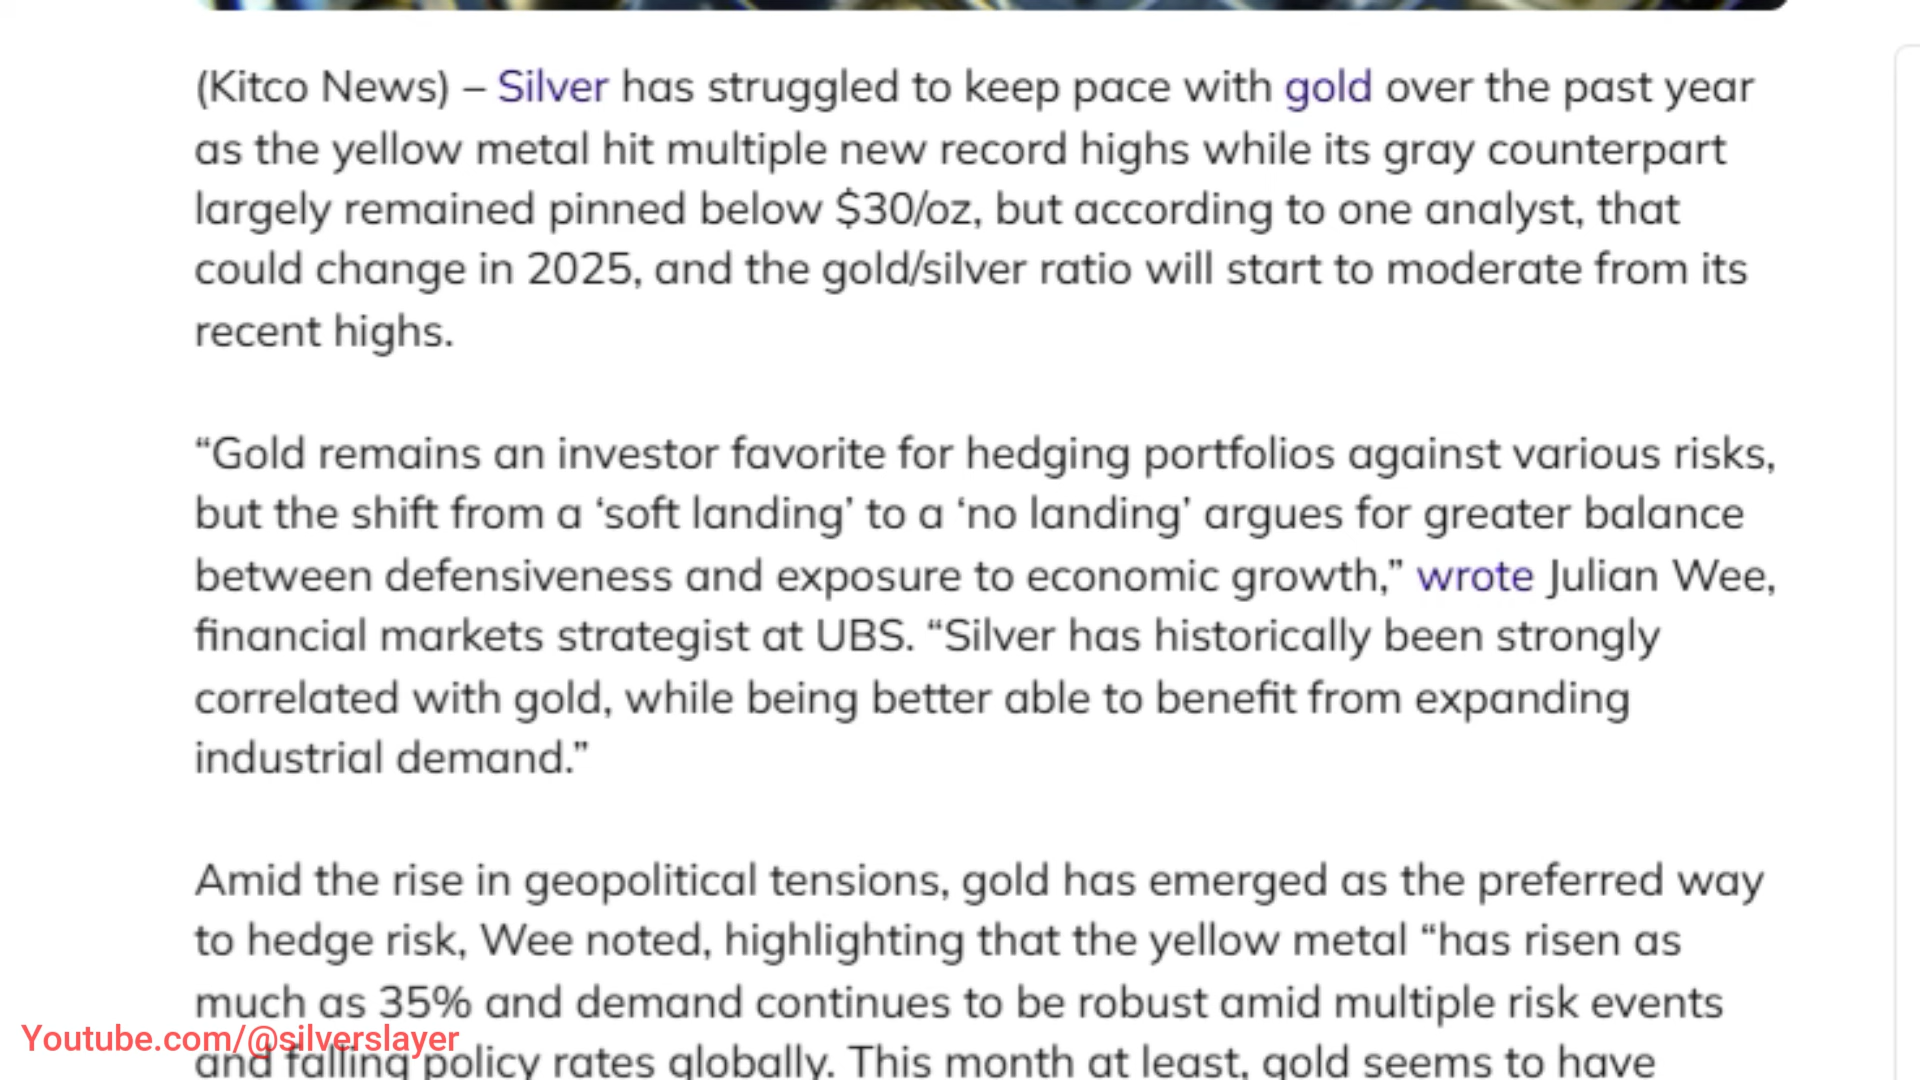 (Kitco News) – Silver has struggled to keep pace with gold over the past year
as the yellow metal hit multiple new record highs while its gray counterpart
largely remained pinned below $30/oz, but according to one analyst, that
could change in 2025, and the gold/silver ratio will start to moderate from its
recent highs.
“Gold remains an investor favorite for hedging portfolios against various risks,
but the shift from a ‘soft landing’ to a ‘no landing’ argues for greater balance
between defensiveness and exposure to economic growth,” wrote Julian Wee,
financial markets strategist at UBS. “Silver has historically been strongly
correlated with gold, while being better able to benefit from expanding
industrial demand.”
Amid the rise in geopolitical tensions, gold has emerged as the preferred way
to hedge risk, Wee noted, highlighting that the yellow metal “has risen as
much as 35% and demand continues to be robust amid multiple risk events
Youtube.com/@silverslayer
and falling policy rates globally. This month at least, gold seems to have